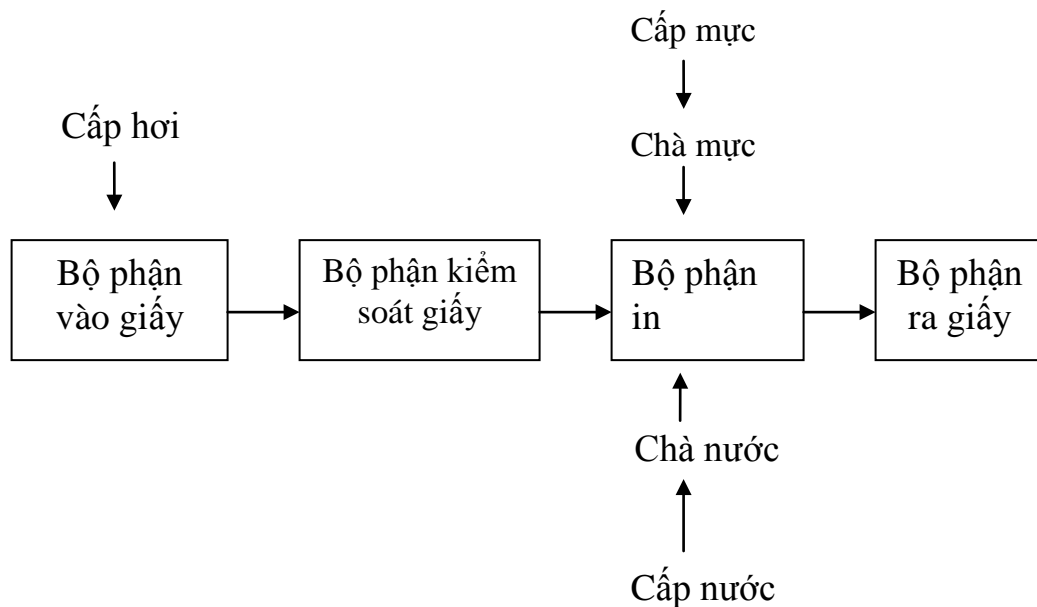 Cấp mực
Cấp hơi
Chà mực
Bộ phận
vào giấy
Bộ phận kiểm
soát giấy
Bộ phận
in
Bộ phận
ra giấy
Chà nước
Cấp nước